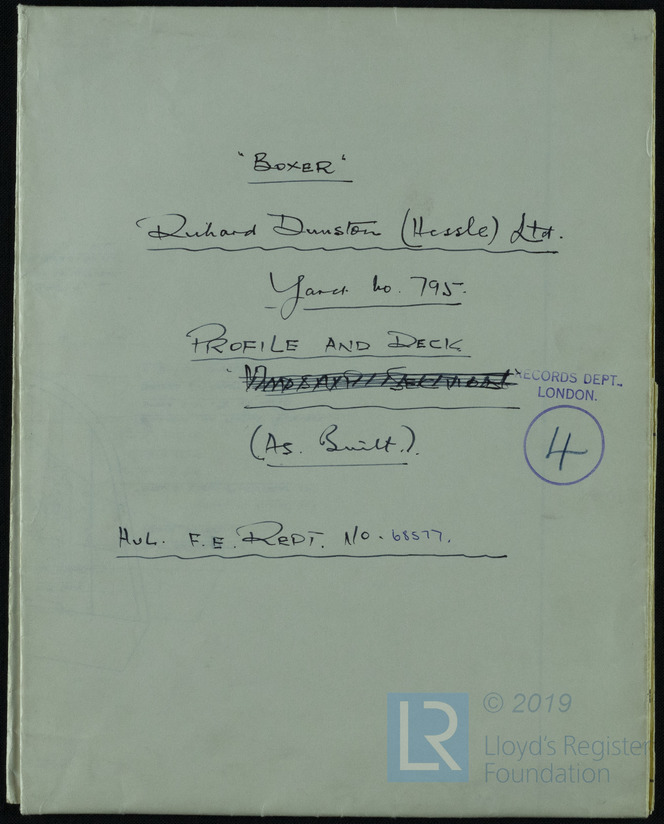 "BOXER"
Richard Dunston (Hessle) Ltd.
Yard No. 795.
PROFILE AND DECK
RECORDS DEPT.,
LONDON.
4
(As. Built.).
HUL. F.E. REPT. No. 68577.
LR
© 2019
Lloyd's Register
Foundation